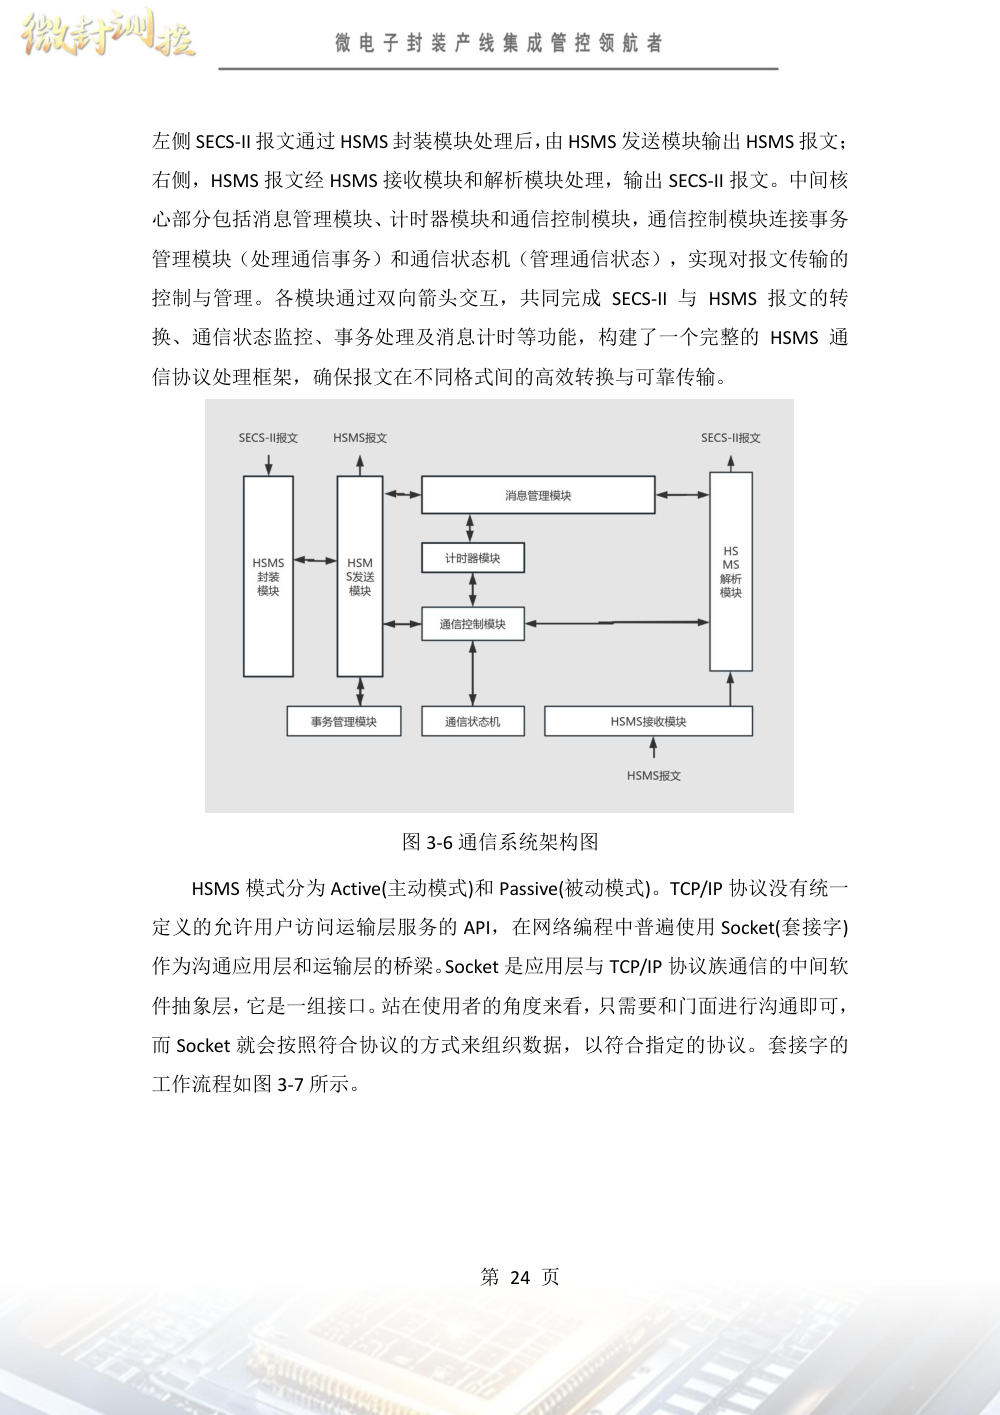 微封训控
微电子封装产线集成管控领航者
左侧 SECS-II 报文通过 HSMS 封装模块处理后，由 HSMS 发送模块输出 HSMS 报文；
右侧，HSMS 报文经 HSMS 接收模块和解析模块处理，输出 SECS-II 报文。中间核
心部分包括消息管理模块、计时器模块和通信控制模块，通信控制模块连接事务
管理模块（处理通信事务）和通信状态机（管理通信状态），实现对报文传输的
控制与管理。各模块通过双向箭头交互，共同完成 SECS-II 与 HSMS 报文的转
换、通信状态监控、事务处理及消息计时等功能，构建了一个完整的 HSMS 通
信协议处理框架，确保报文在不同格式间的高效转换与可靠传输。
SECS-II报文
HSMS报文
SECS-II报文
消息管理模块
HSMS
封装
模块
HSM
S发送
模块
计时器模块
HS
MS
解析
模块
通信控制模块
事务管理模块
通信状态机
HSMS接收模块
HSMS报文
图 3-6 通信系统架构图
HSMS 模式分为 Active(主动模式)和 Passive(被动模式)。TCP/IP 协议没有统一
定义的允许用户访问运输层服务的 API，在网络编程中普遍使用 Socket(套接字)
作为沟通应用层和运输层的桥梁。Socket 是应用层与 TCP/IP 协议族通信的中间软
件抽象层，它是一组接口。站在使用者的角度来看，只需要和门面进行沟通即可，
而 Socket 就会按照符合协议的方式来组织数据，以符合指定的协议。套接字的
工作流程如图 3-7 所示。
第 24 页